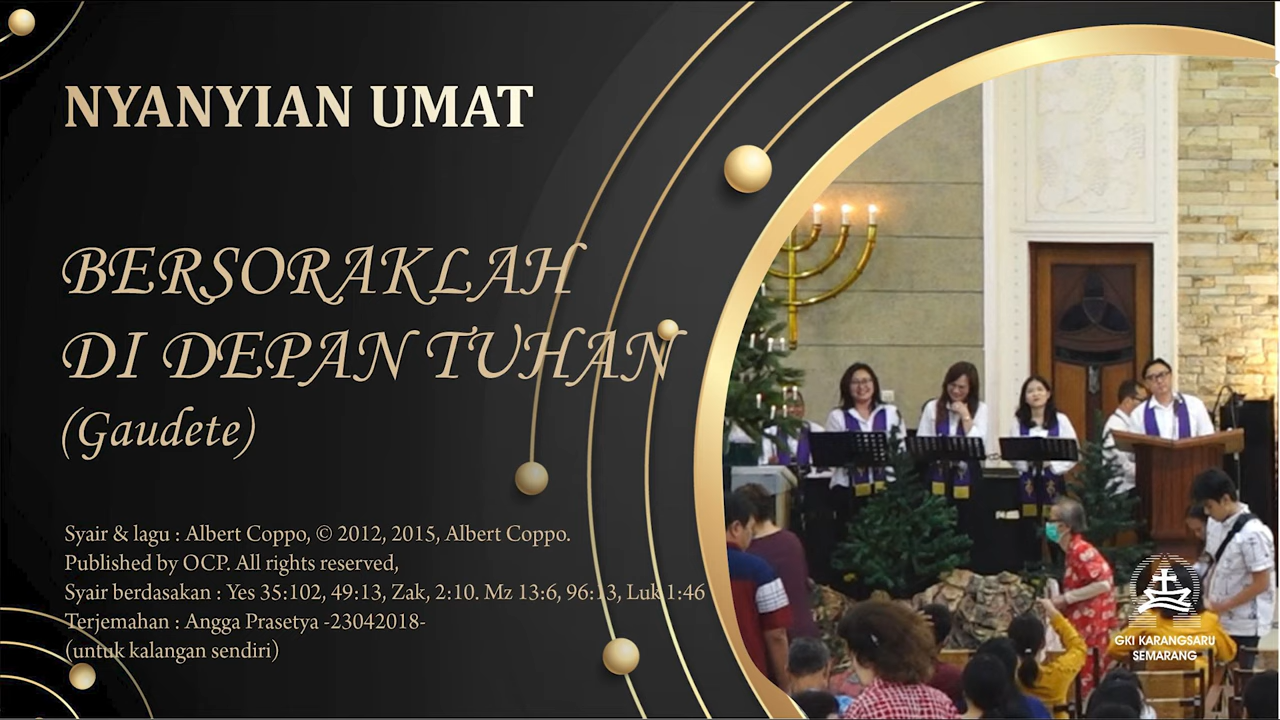 NYANYIAN UMAT
BERSORAKLAH
DI DEPAN TUHAN
(Gaudete)
Syair & lagu : Albert Coppo, © 2012, 2015, Albert Coppo.
Published by OCP. All rights reserved,
Syair berdasakan : Yes 35:102, 49:13, Zak, 2:10. Mz 13:6, 96:13, Luk 1:46
Terjemahan : Angga Prasetya -23042018-
(untuk kalangan sendiri)
GKI KARANGSARU
SEMARANG